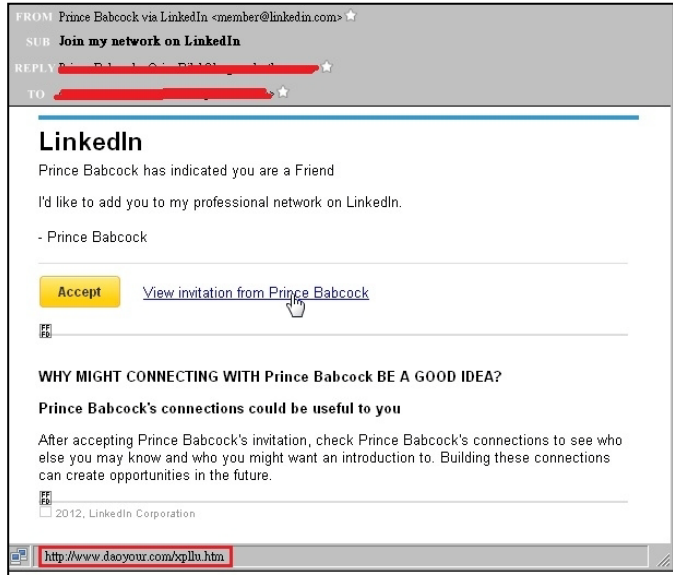 FROM Prince Babcock via LinkedIn <member@linkedin.com>
SUB Join my network on LinkedIn
REPLY
TO
LinkedIn
Prince Babcock has indicated you are a Friend
I'd like to add you to my professional network on LinkedIn.
- Prince Babcock
Accept View invitation from Prince Babcock
WHY MIGHT CONNECTING WITH Prince Babcock BE A GOOD IDEA?
Prince Babcock's connections could be useful to you
After accepting Prince Babcock's invitation, check Prince Babcock's connections to see who
else you may know and who you might want an introduction to. Building these connections
can create opportunities in the future.
2012, LinkedIn Corporation
http://www.daoyour.com/xpllu.htm